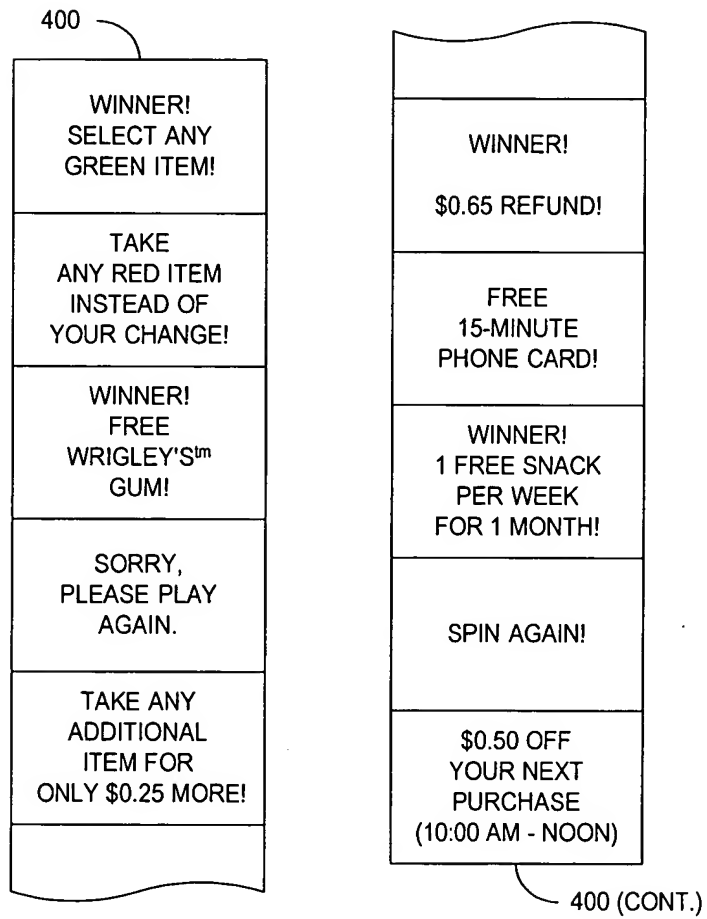 400
WINNER!
SELECT ANY
GREEN ITEM!
TAKE
ANY RED ITEM
INSTEAD OF
YOUR CHANGE!
WINNER!
FREE
WRIGLEY'S™
GUM!
SORRY,
PLEASE PLAY
AGAIN.
TAKE ANY
ADDITIONAL
ITEM FOR
ONLY $0.25 MORE!
WINNER!
$0.65 REFUND!
FREE
15-MINUTE
PHONE CARD!
WINNER!
1 FREE SNACK
PER WEEK
FOR 1 MONTH!
SPIN AGAIN!
$0.50 OFF
YOUR NEXT
PURCHASE
(10:00 AM - NOON)
400 (CONT.)